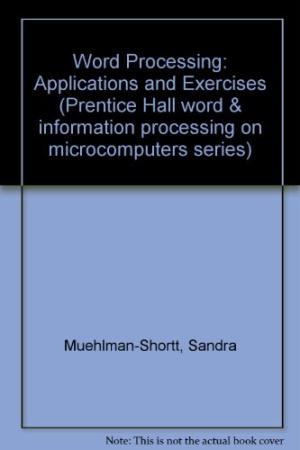 Word Processing:
Applications and Exercises
(Prentice Hall word &
information processing on
microcomputers series)
Muehlman-Shortt, Sandra
Note: This is not the actual book cover